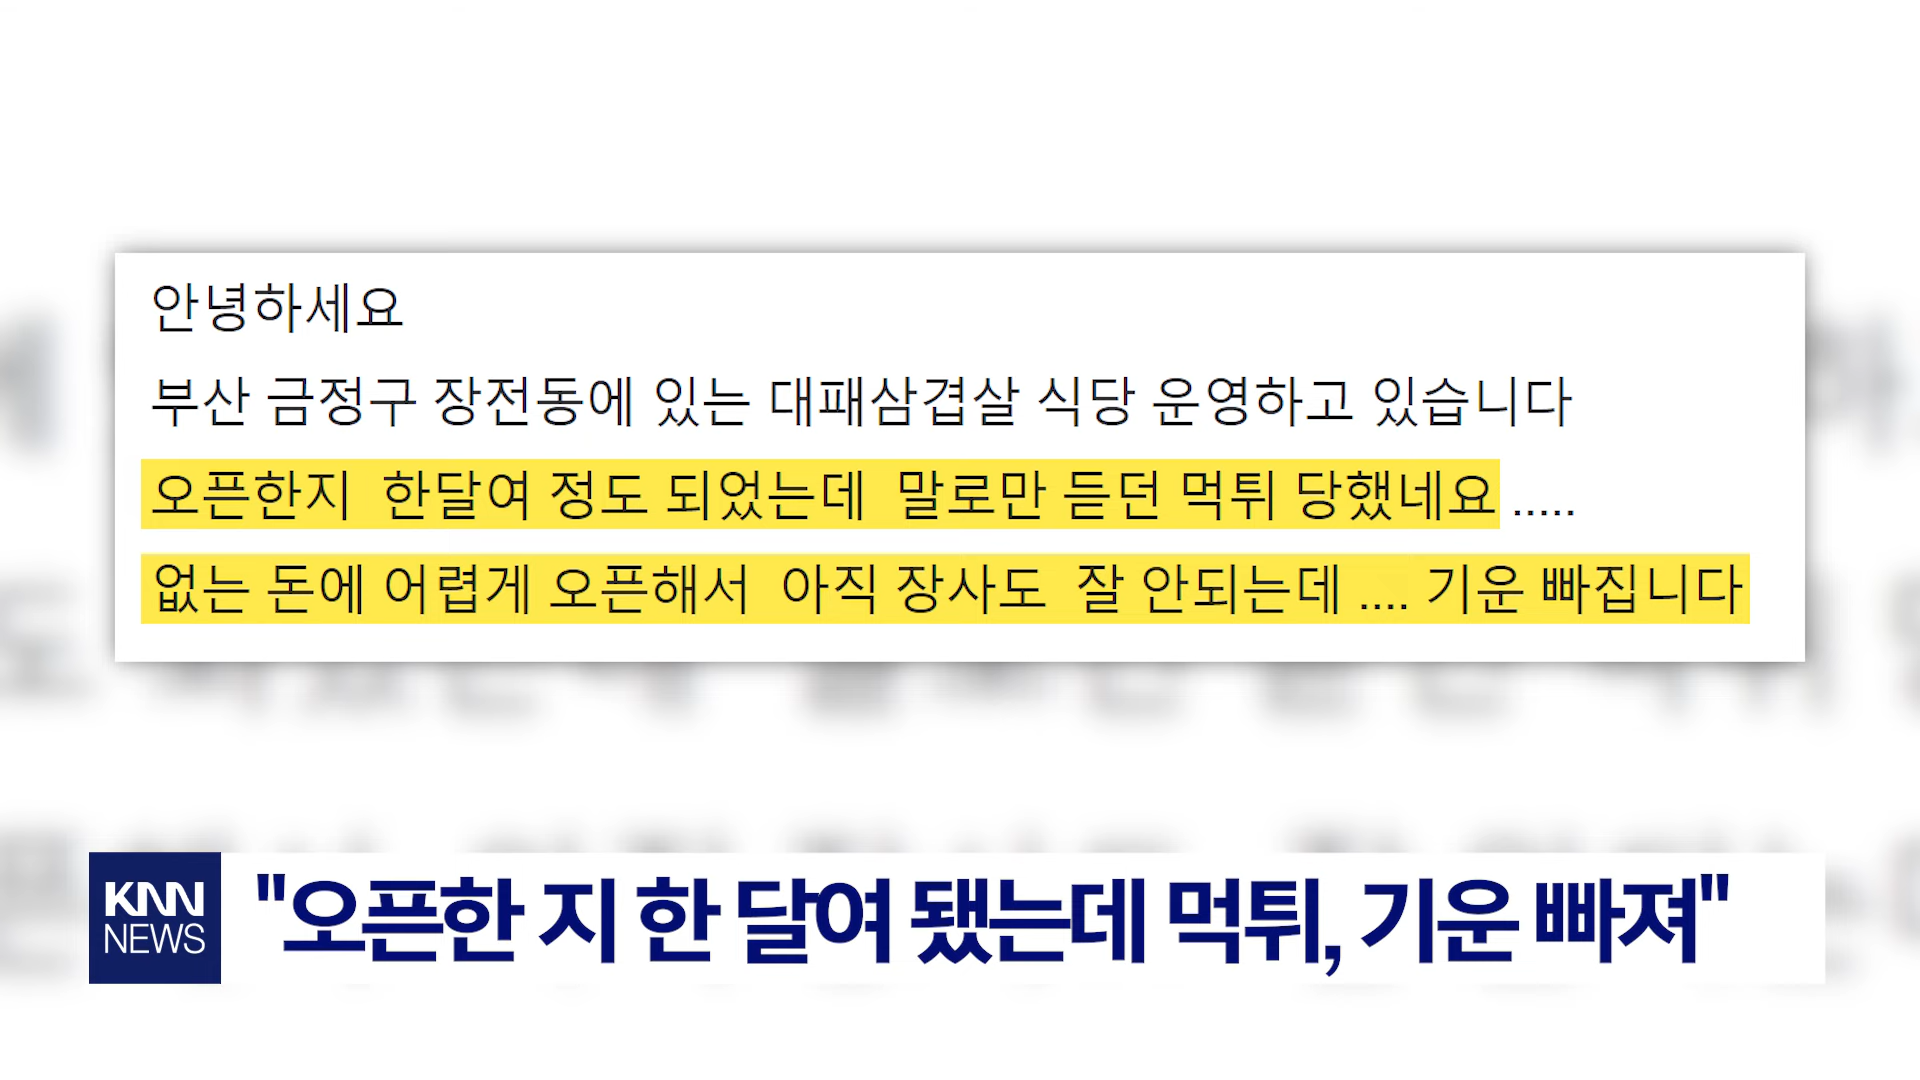 안녕하세요
부산 금정구 장전동에 있는 대패삼겹살 식당 운영하고 있습니다
오픈한지  한달여 정도 되었는데  말로만 듣던 먹튀 당했네요 .....
없는 돈에 어렵게 오픈해서  아직 장사도  잘 안되는데 .... 기운 빠집니다
KNN
NEWS
"오픈한 지 한 달여 됐는데 먹튀, 기운 빠져"